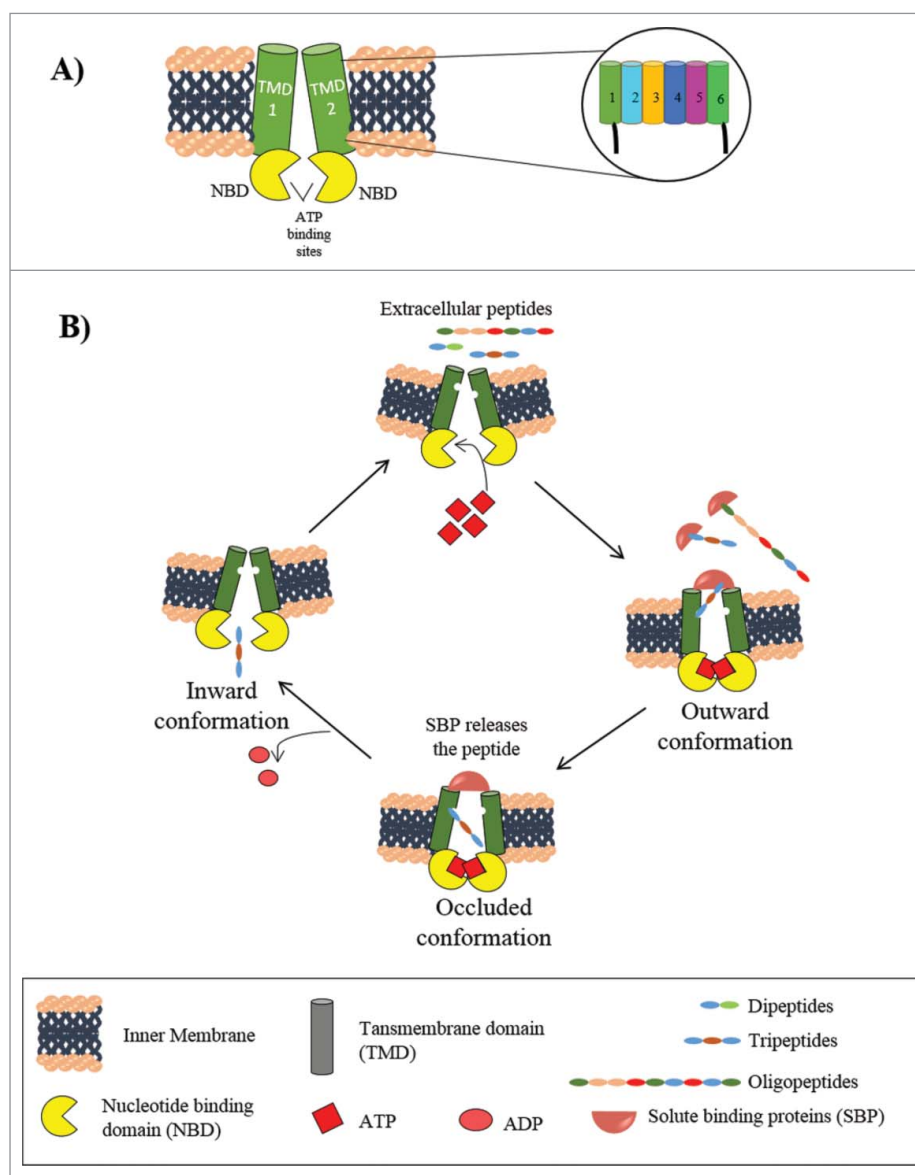 A)
TMD
1
TMD
2
1 2 3 4 5 6
NBD
NBD
ATP
binding
sites
B)
Extracellular peptides
Outward
conformation
SBP releases
the peptide
Occluded
conformation
Inward
conformation
Inner Membrane
Tansmembrane domain
(TMD)
Dipeptides
Tripeptides
Oligopeptides
Nucleotide binding
domain (NBD)
ATP
ADP
Solute binding proteins (SBP)